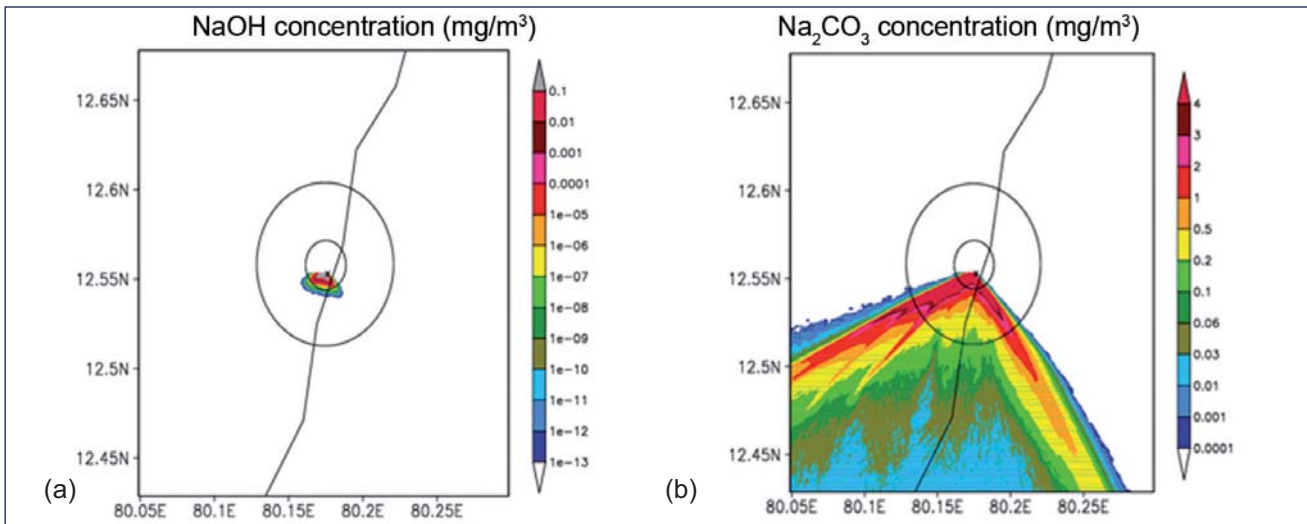 NaOH concentration (mg/m³)
12.65N
12.6N
12.55N
12.5N
12.45N
80.05E 80.1E 80.15E 80.2E 80.25E
0.1
0.01
0.001
0.0001
1e-05
1e-06
1e-07
1e-08
1e-09
1e-10
1e-11
1e-12
1e-13
(a)
Na₂CO₃ concentration (mg/m³)
12.65N
12.6N
12.55N
12.5N
12.45N
80.05E 80.1E 80.15E 80.2E 80.25E
4
3
2
1
0.5
0.2
0.1
0.06
0.03
0.01
0.001
0.0001
(b)